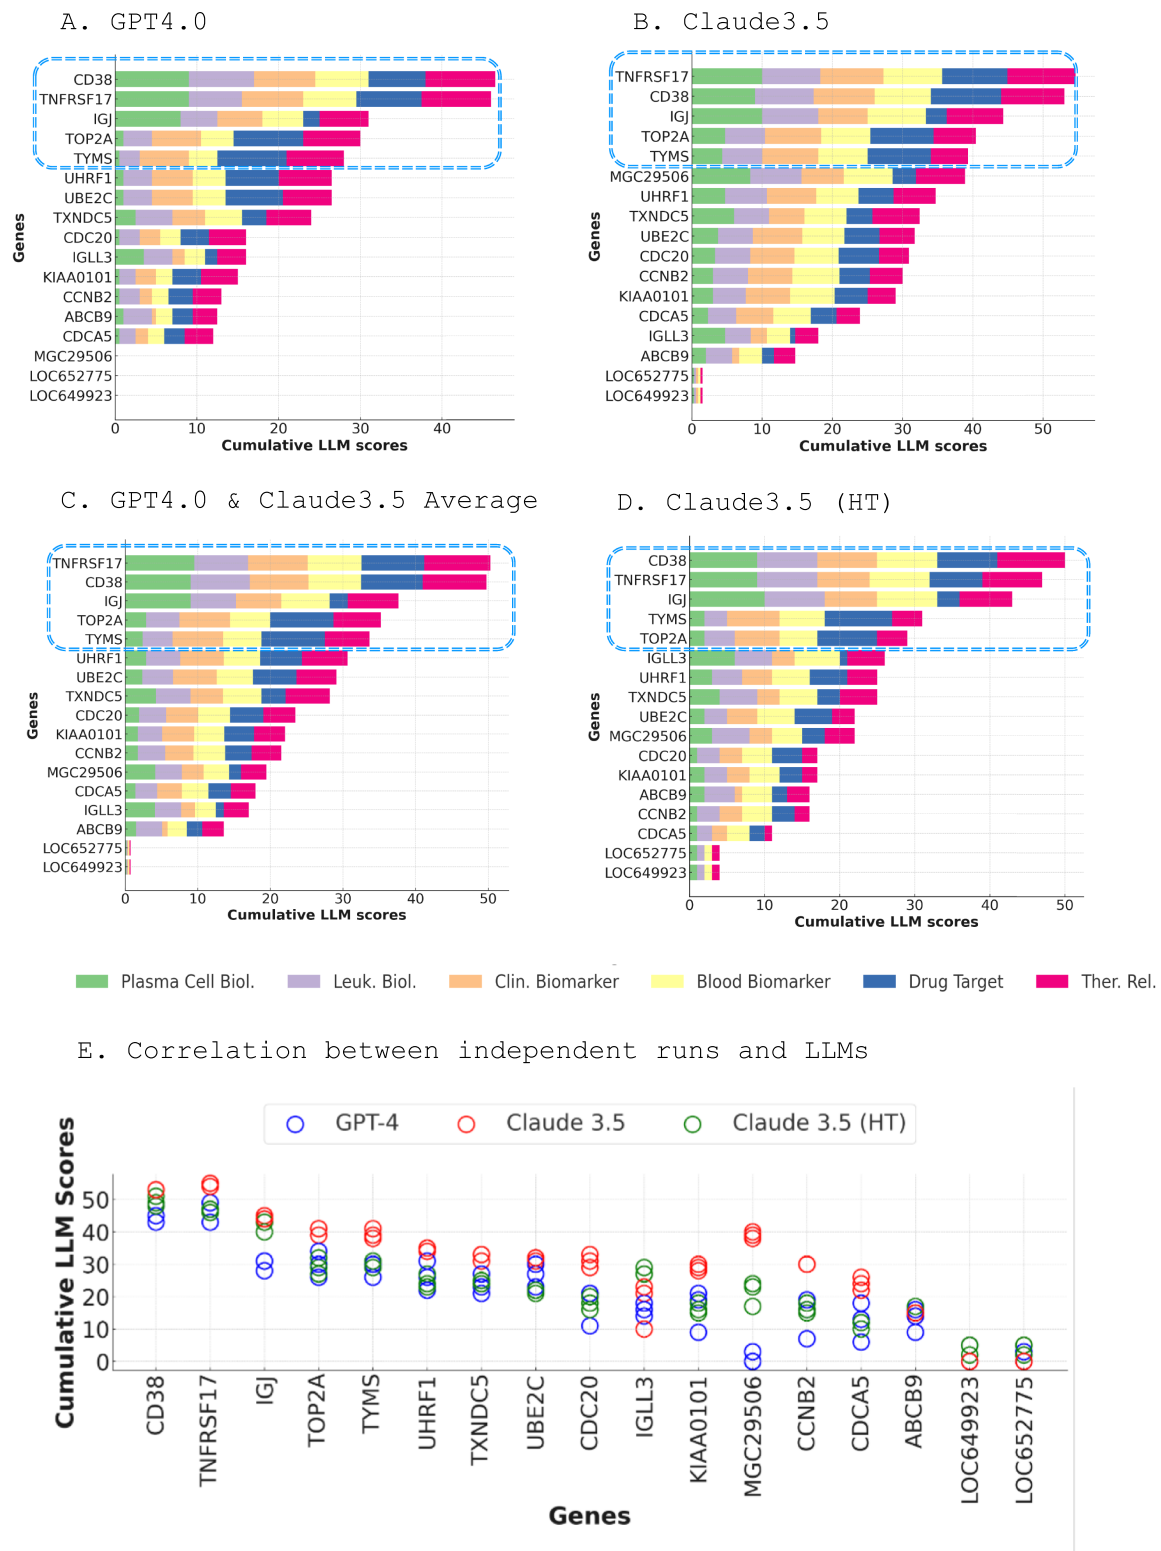 A. GPT4.0
CD38
TNFRSF17
IGJ
TOP2A
TYMS
UHRF1
UBE2C
TXNDC5
CDC20
IGLL3
KIAA0101
CCNB2
ABCB9
CDCA5
MGC29506
LOC652775
LOC649923
Genes
0 10 20 30 40
Cumulative LLM scores
B. Claude3.5
TNFRSF17
CD38
IGJ
TOP2A
TYMS
MGC29506
UHRF1
TXNDC5
UBE2C
CDC20
CCNB2
KIAA0101
CDCA5
IGLL3
ABCB9
LOC652775
LOC649923
Genes
0 10 20 30 40 50
Cumulative LLM scores
C. GPT4.0 & Claude3.5 Average
TNFRSF17
CD38
IGJ
TOP2A
TYMS
UHRF1
UBE2C
TXNDC5
CDC20
KIAA0101
CCNB2
MGC29506
CDCA5
IGLL3
ABCB9
LOC652775
LOC649923
Genes
0 10 20 30 40 50
Cumulative LLM scores
D. Claude3.5 (HT)
CD38
TNFRSF17
IGJ
TYMS
TOP2A
IGLL3
UHRF1
TXNDC5
UBE2C
MGC29506
CDC20
KIAA0101
ABCB9
CCNB2
CDCA5
LOC652775
LOC649923
Genes
0 10 20 30 40 50
Cumulative LLM scores
Plasma Cell Biol. Leuk. Biol. Clin. Biomarker Blood Biomarker Drug Target Ther. Rel.
E. Correlation between independent runs and LLMs
GPT-4 Claude 3.5 Claude 3.5 (HT)
Cumulative LLM Scores
50
40
30
20
10
0
CD38
TNFRSF17
IGJ
TOP2A
TYMS
UHRF1
TXNDC5
UBE2C
CDC20
IGLL3
KIAA0101
MGC29506
CCNB2
CDCA5
ABCB9
LOC649923
LOC652775
Genes